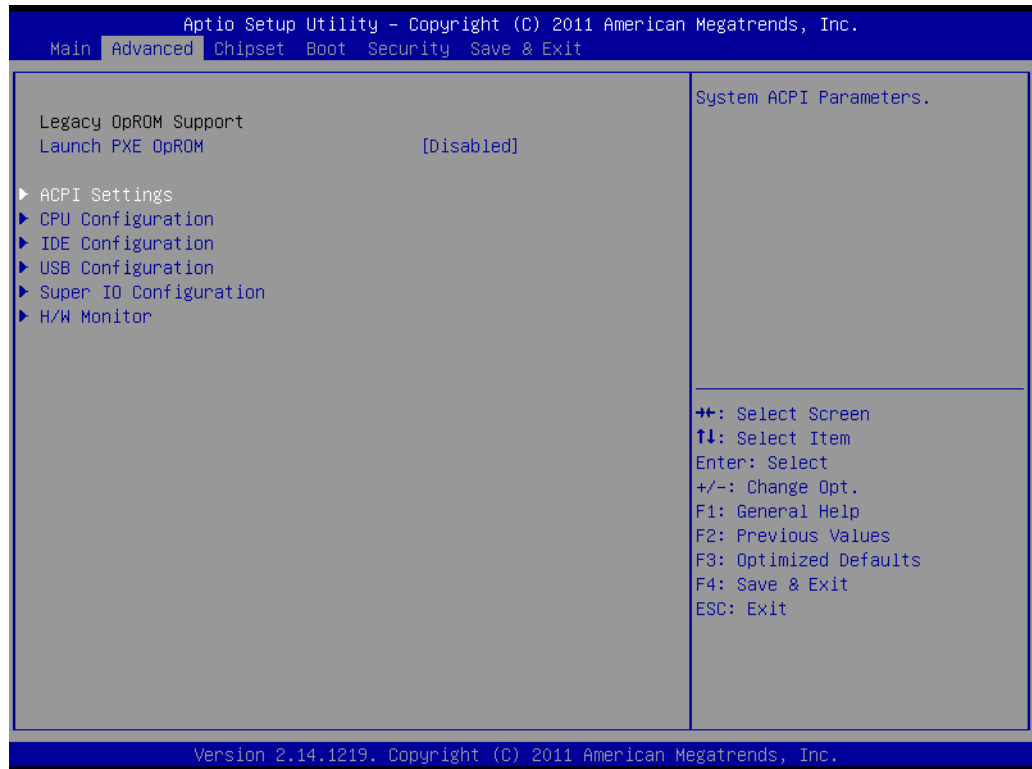 Aptio Setup Utility – Copyright (C) 2011 American Megatrends, Inc.
Main Advanced Chipset Boot Security Save & Exit
Legacy OpROM Support
Launch PXE OpROM [Disabled]
▶ ACPI Settings
▶ CPU Configuration
▶ IDE Configuration
▶ USB Configuration
▶ Super IO Configuration
▶ H/W Monitor
System ACPI Parameters.
→←: Select Screen
↑↓: Select Item
Enter: Select
+/-: Change Opt.
F1: General Help
F2: Previous Values
F3: Optimized Defaults
F4: Save & Exit
ESC: Exit
Version 2.14.1219. Copyright (C) 2011 American Megatrends, Inc.